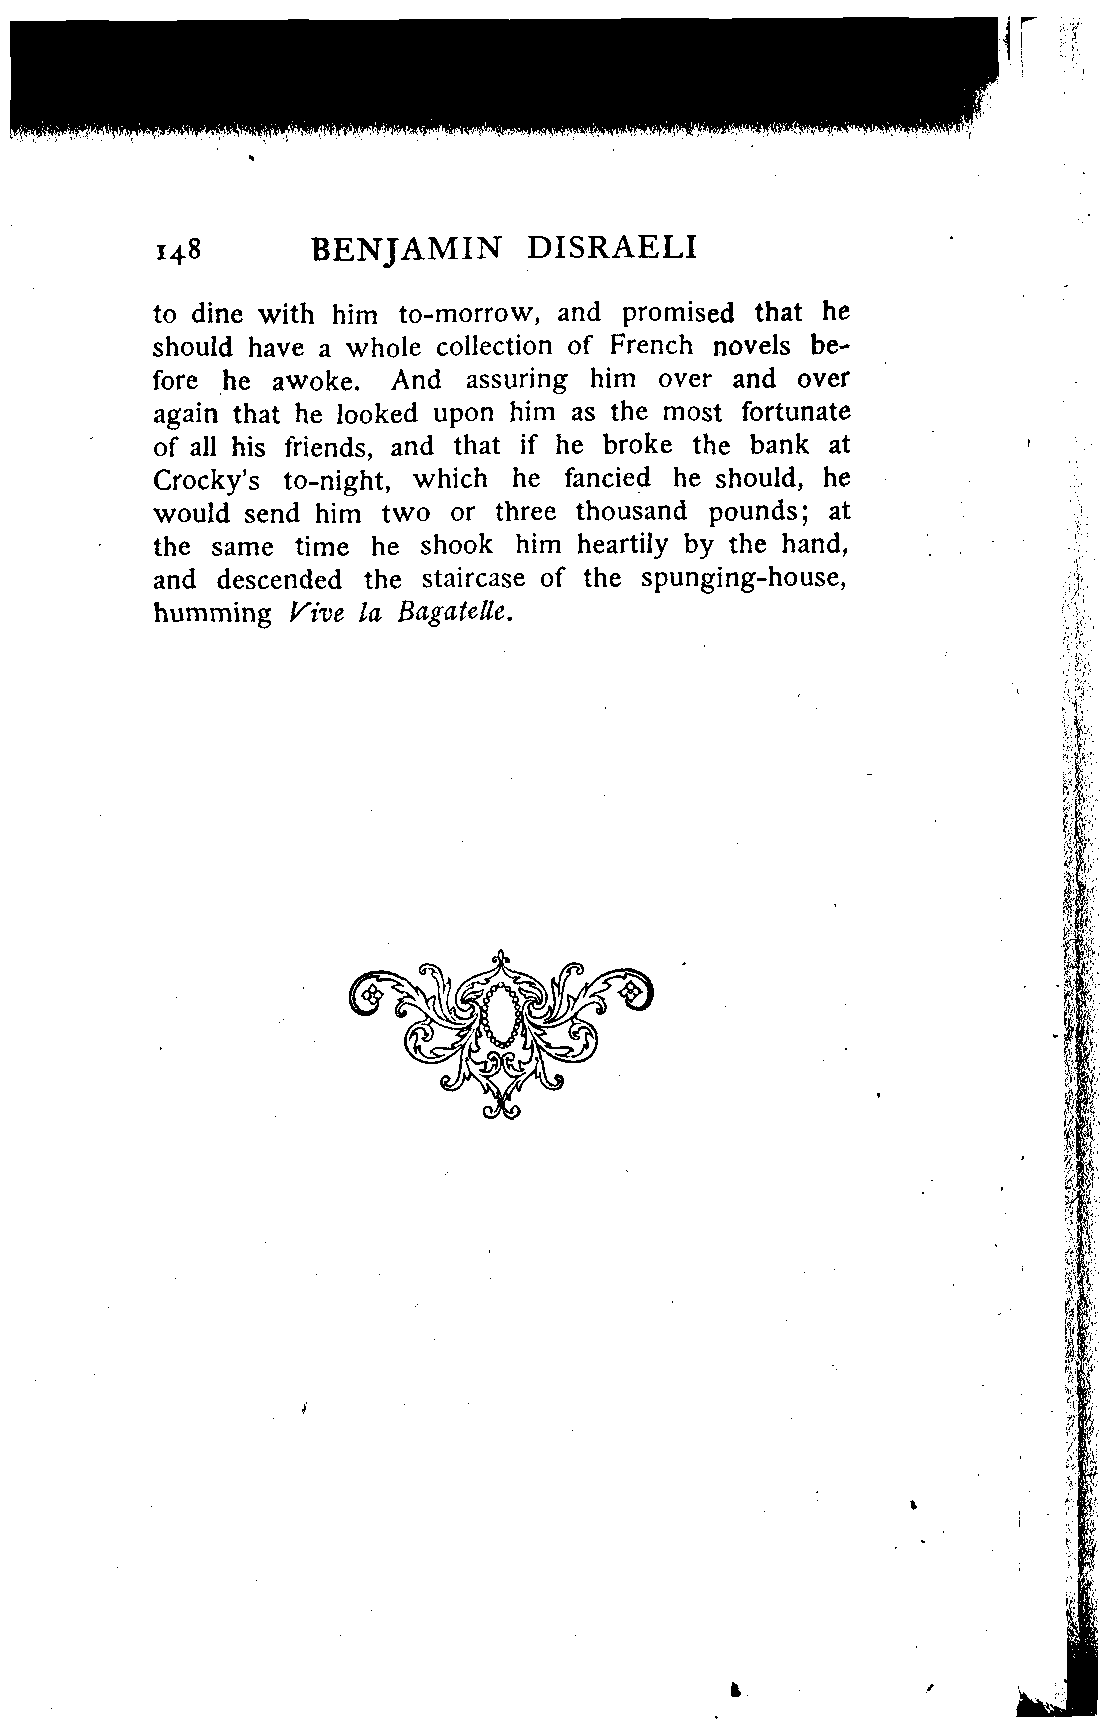 148 BENJAMIN DISRAELI
to dine with him to-morrow, and promised that he
should have a whole collection of French novels be-
fore he awoke. And assuring him over and over
again that he looked upon him as the most fortunate
of all his friends, and that if he broke the bank at
Crocky's to-night, which he fancied he should, he
would send him two or three thousand pounds; at
the same time he shook him heartily by the hand,
and descended the staircase of the spunging-house,
humming Vive la Bagatelle.